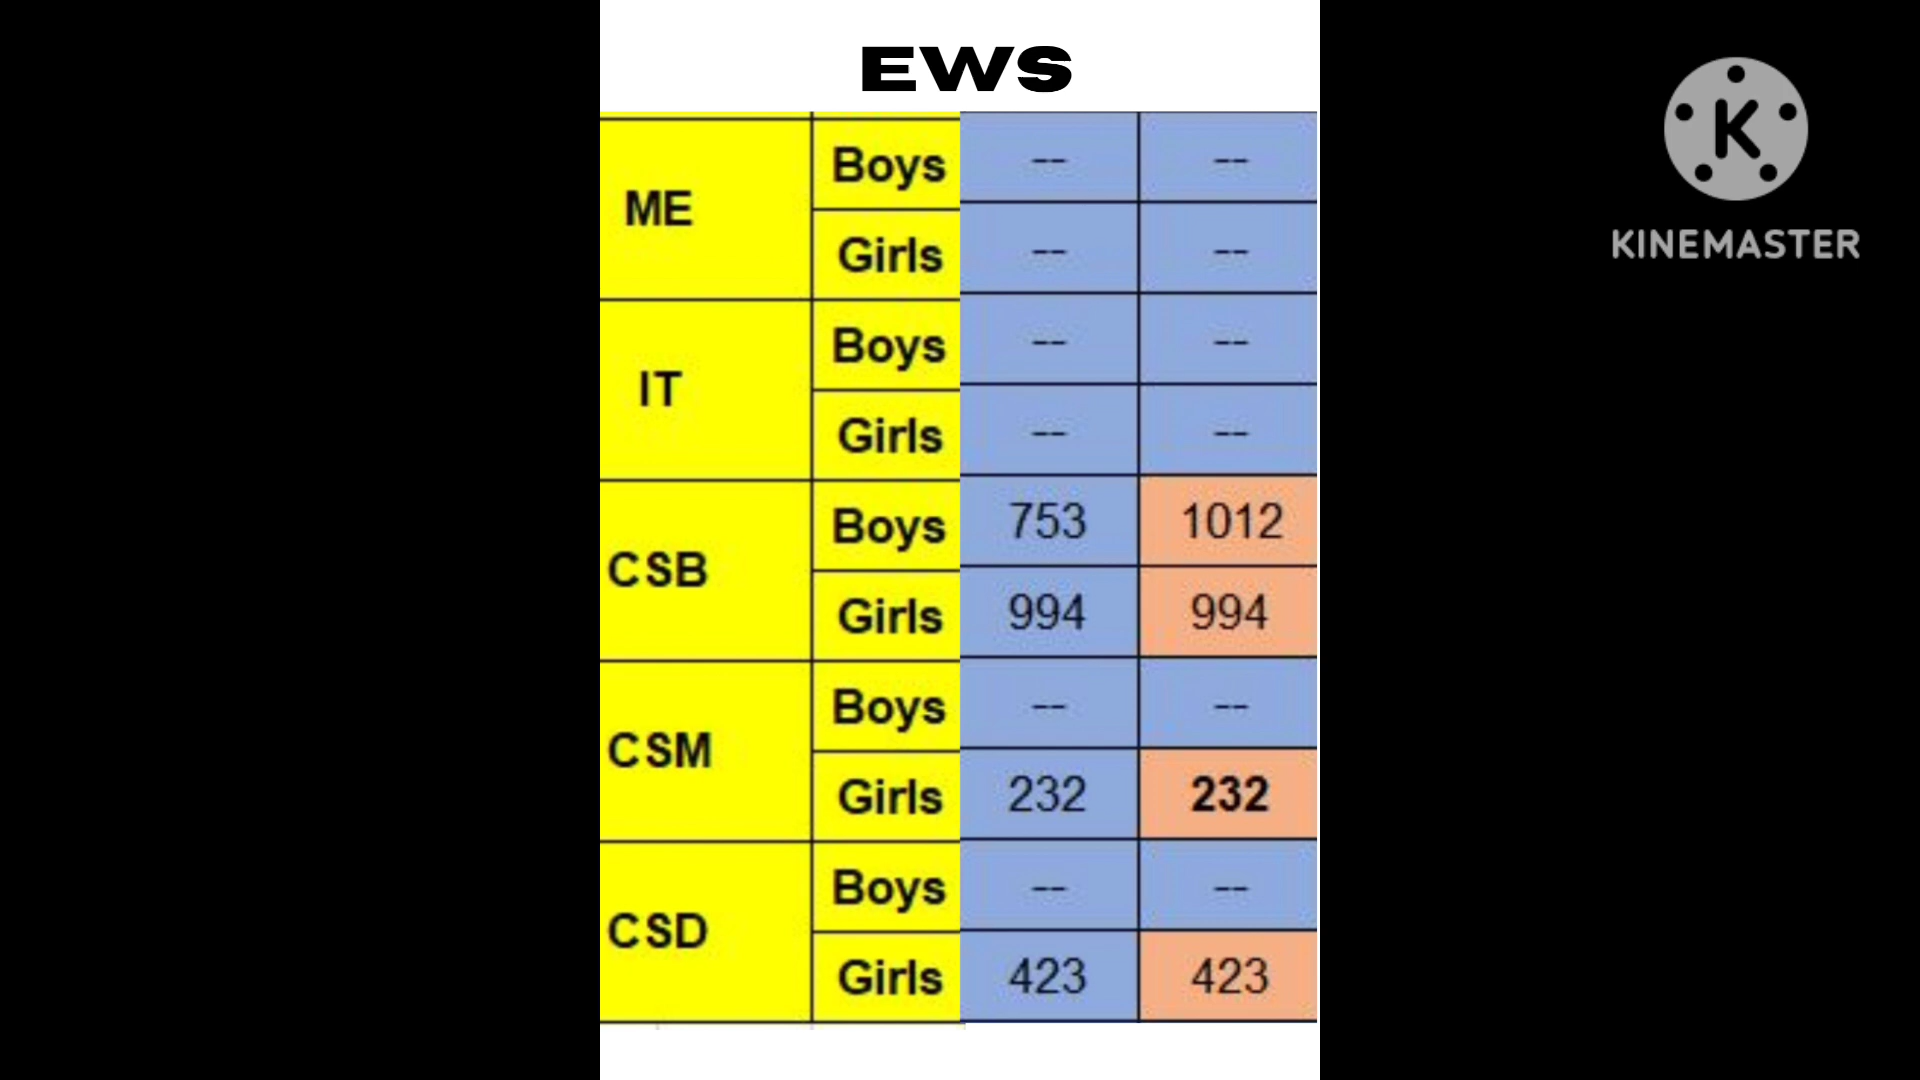 EWS
ME Boys -- --
Girls -- --
IT Boys -- --
Girls -- --
CSB Boys 753 1012
Girls 994 994
CSM Boys -- --
Girls 232 232
CSD Boys -- --
Girls 423 423
K
KINEMASTER